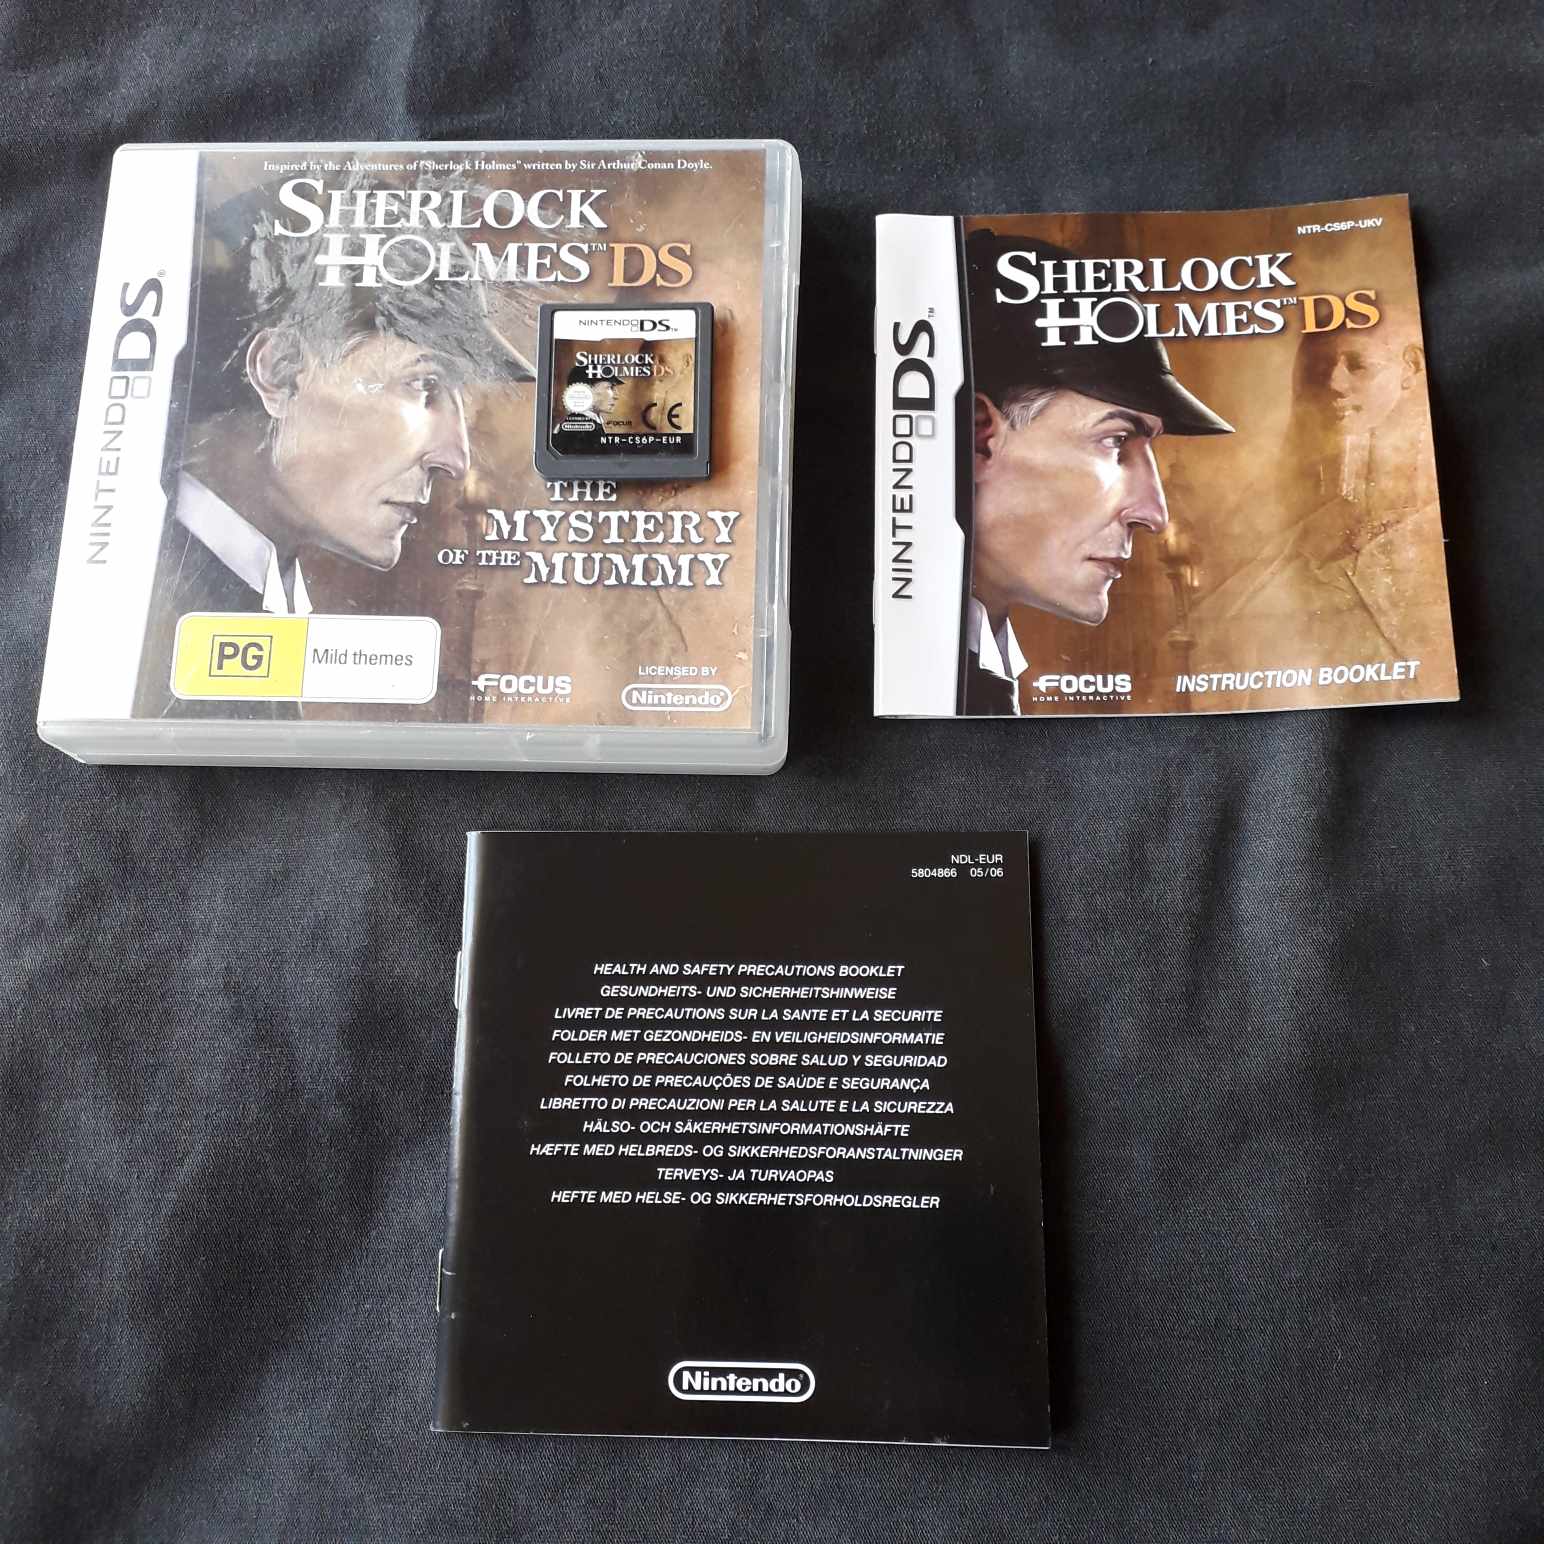 Inspired by the Adventures of "Sherlock Holmes" written by Sir Arthur Conan Doyle.
SHERLOCK
HOLMES™ DS
NINTENDO DS®
NINTENDO DS™
SHERLOCK
HOLMES DS
Nintendo
FOCUS
CE
NTR-CS6P-EUR
THE
MYSTERY
OF THE MUMMY
PG
Mild themes
FOCUS
HOME INTERACTIVE
LICENSED BY
Nintendo®
NTR-CS6P-UKV
SHERLOCK
HOLMES™ DS
NINTENDO DS™
FOCUS
HOME INTERACTIVE
INSTRUCTION BOOKLET
NDL-EUR
5804866 05/06
HEALTH AND SAFETY PRECAUTIONS BOOKLET
GESUNDHEITS- UND SICHERHEITSHINWEISE
LIVRET DE PRECAUTIONS SUR LA SANTE ET LA SECURITE
FOLDER MET GEZONDHEIDS- EN VEILIGHEIDSINFORMATIE
FOLLETO DE PRECAUCIONES SOBRE SALUD Y SEGURIDAD
FOLHETO DE PRECAUÇÕES DE SAÚDE E SEGURANÇA
LIBRETTO DI PRECAUZIONI PER LA SALUTE E LA SICUREZZA
HÄLSO- OCH SÄKERHETSINFORMATIONSHÄFTE
HÆFTE MED HELBREDS- OG SIKKERHEDSFORANSTALTNINGER
TERVEYS- JA TURVAOPAS
HEFTE MED HELSE- OG SIKKERHETSFORHOLDSREGLER
Nintendo®